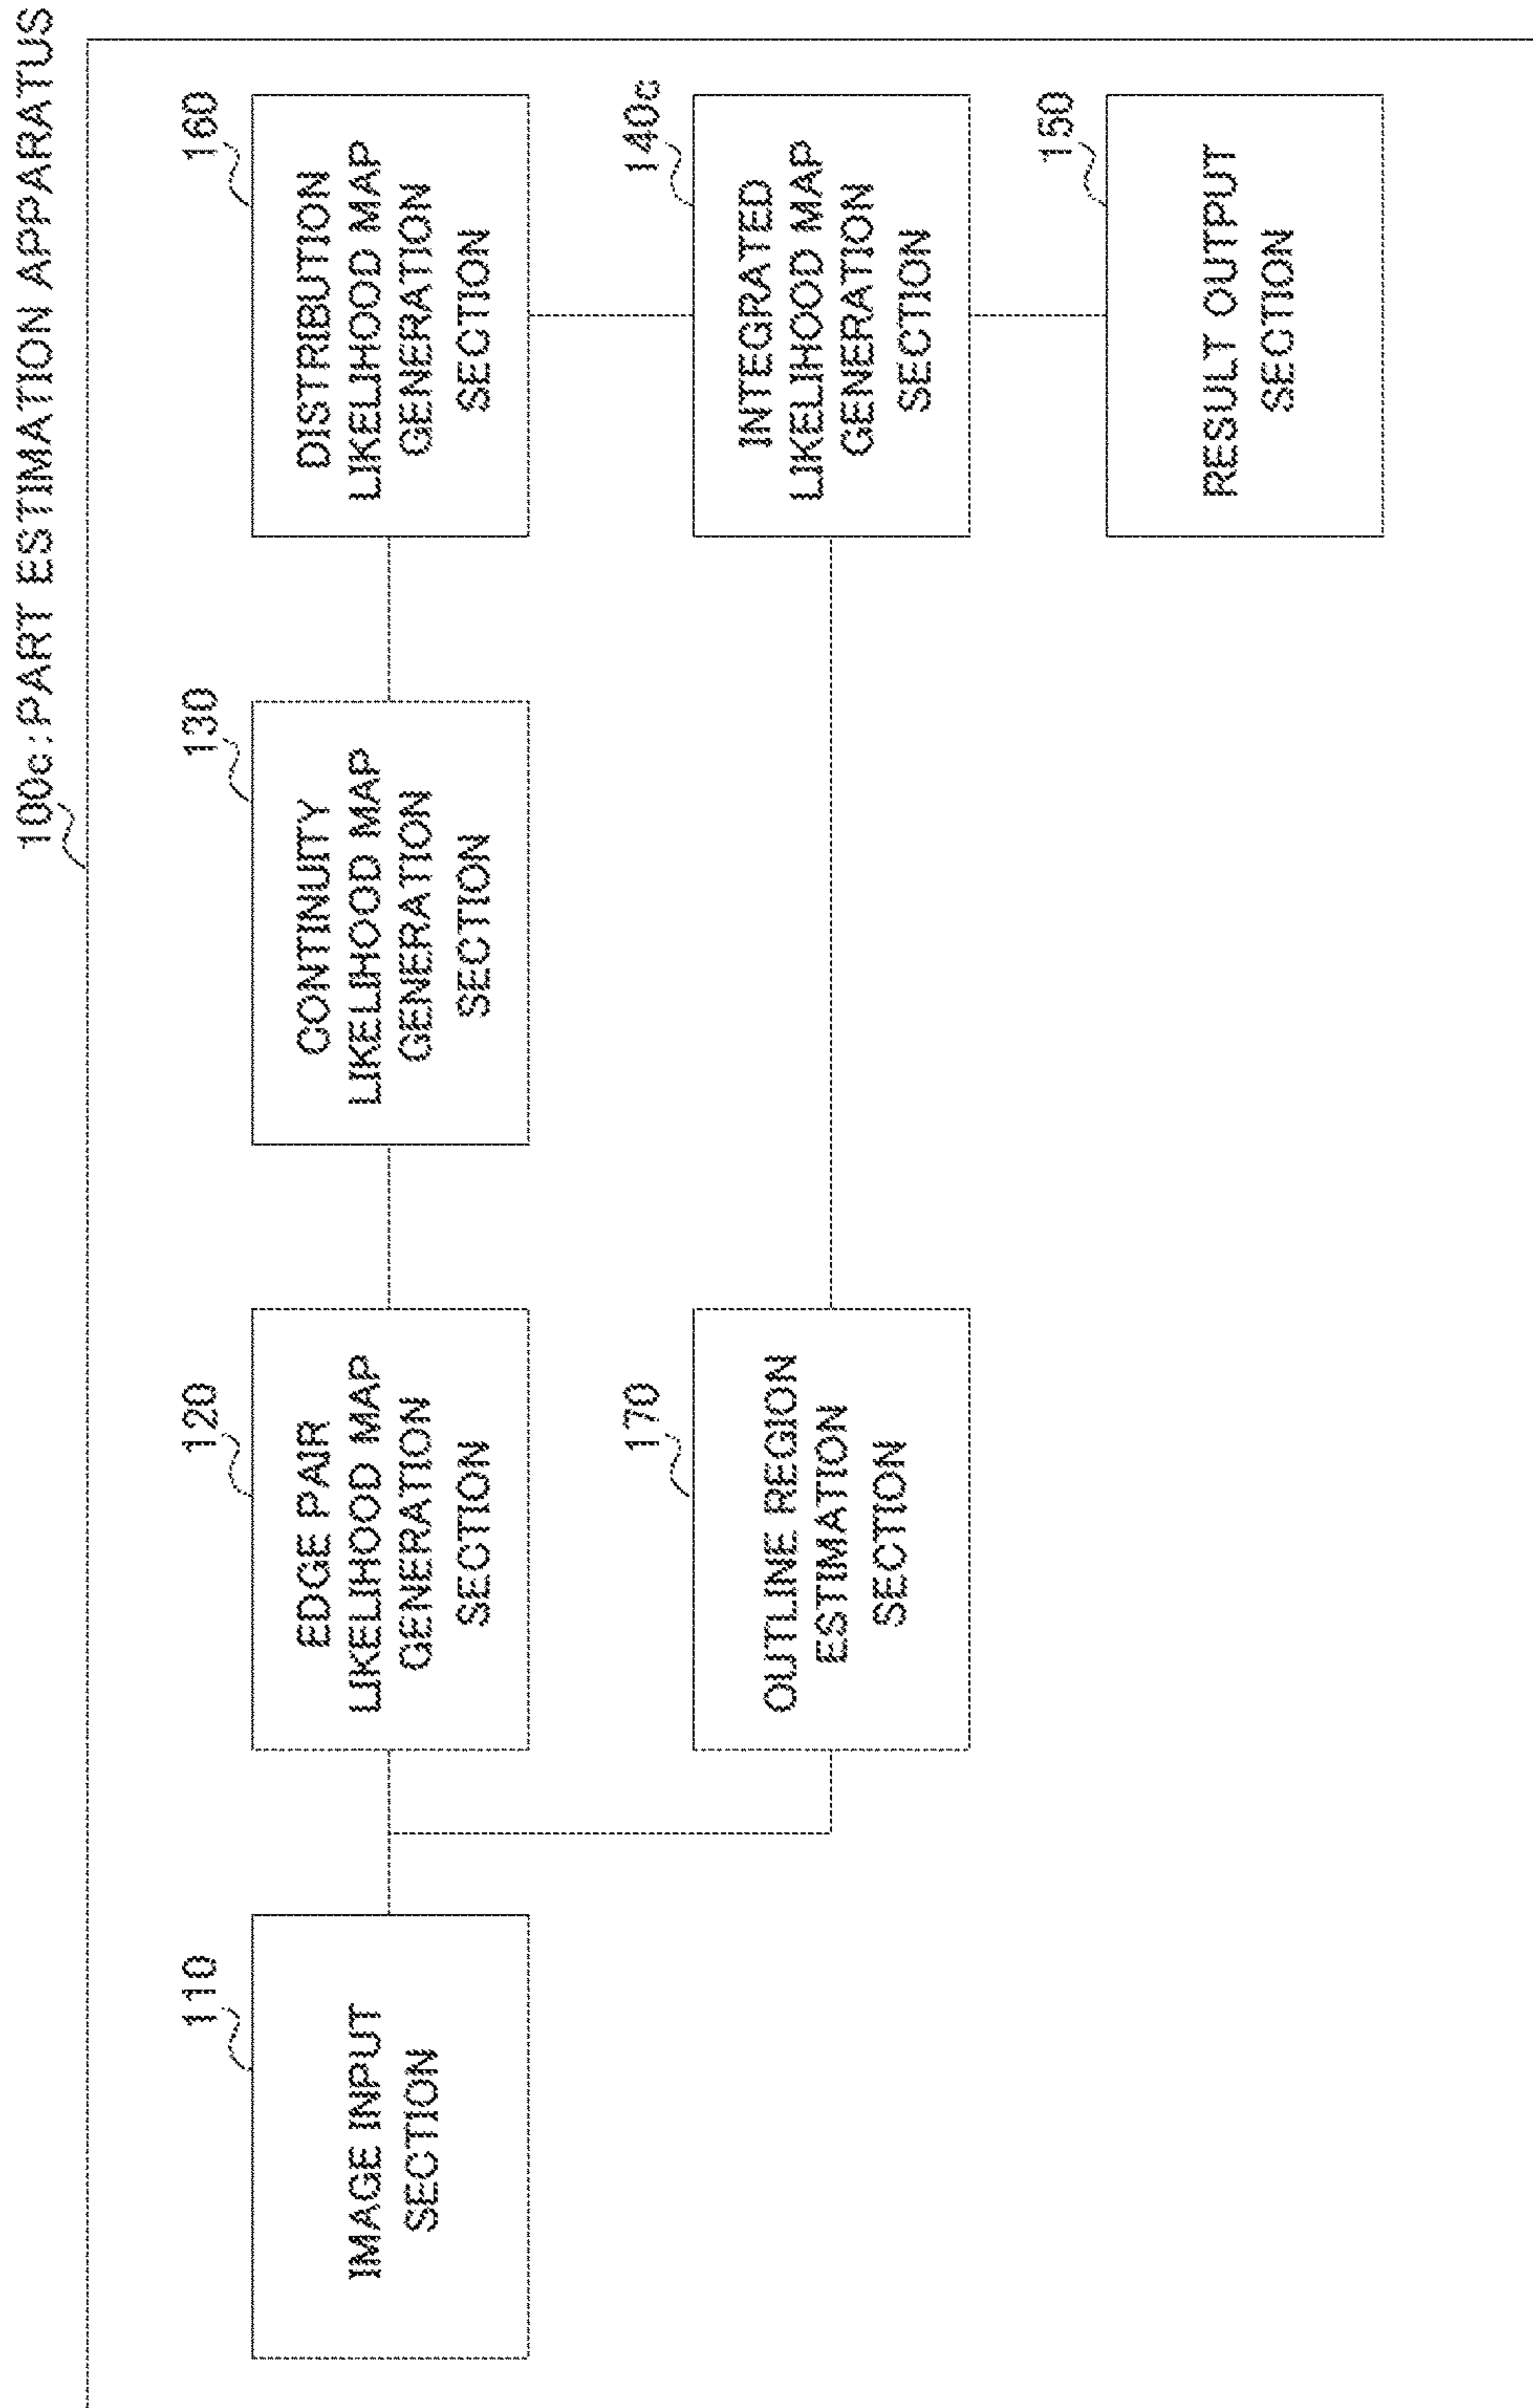 100c:PART ESTIMATION APPARATUS
110
IMAGE INPUT
SECTION
120
EDGE PAIR
LIKELIHOOD MAP
GENERATION
SECTION
130
CONTINUITY
LIKELIHOOD MAP
GENERATION
SECTION
160
DISTRIBUTION
LIKELIHOOD MAP
GENERATION
SECTION
170
OUTLINE REGION
ESTIMATION
SECTION
140c
INTEGRATED
LIKELIHOOD MAP
GENERATION
SECTION
150
RESULT OUTPUT
SECTION